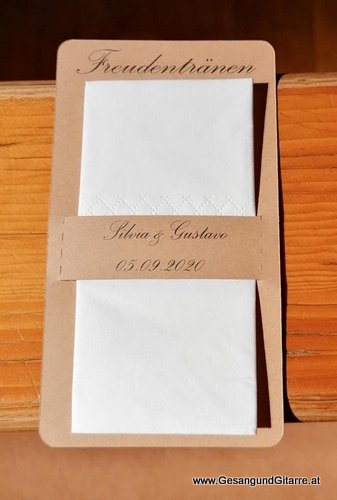 Freudentränen
Silvia & Gustavo
05.09.2020
www.GesangundGitarre.at